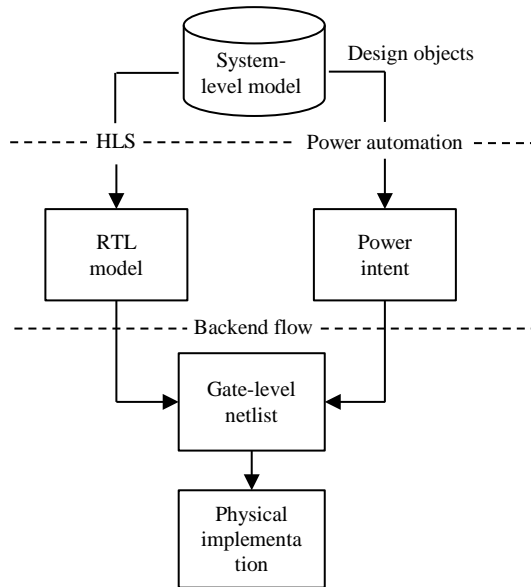 System-
level model
Design objects
HLS
Power automation
RTL
model
Power
intent
Backend flow
Gate-level
netlist
Physical
implementa
tion